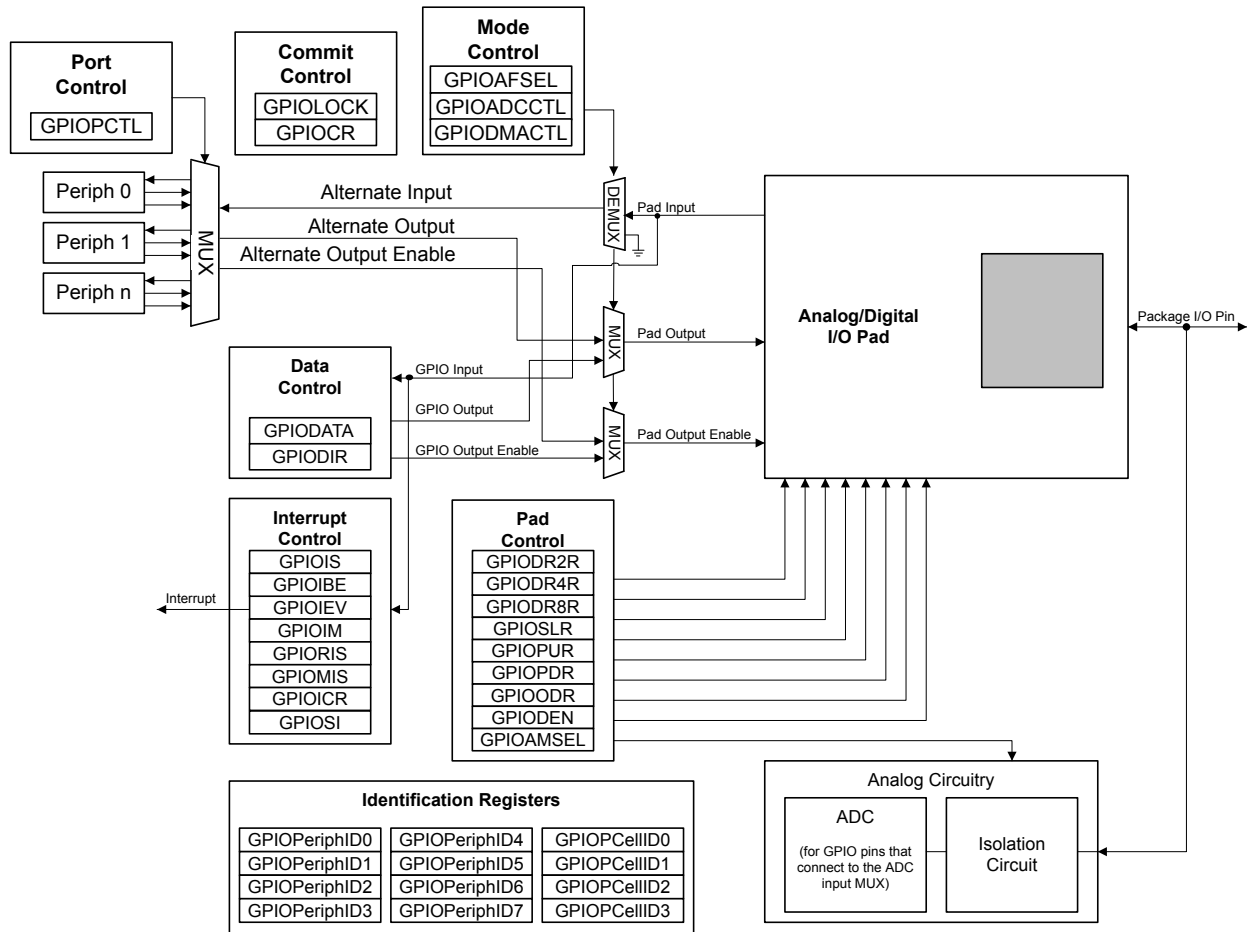 Port
Control
GPIOPCTL
Commit
Control
GPIOLOCK
GPIOCR
Mode
Control
GPIOAFSEL
GPIOADCCTL
GPIODMACTL
Periph 0
Periph 1
Periph n
MUX
Alternate Input
Alternate Output
Alternate Output Enable
DEMUX
Pad Input
MUX
Pad Output
MUX
Pad Output Enable
Analog/Digital
I/O Pad
Package I/O Pin
Data
Control
GPIODATA
GPIODIR
GPIO Input
GPIO Output
GPIO Output Enable
Interrupt
Control
GPIOIS
GPIOIBE
GPIOIEV
GPIOIM
GPIORIS
GPIOMIS
GPIOICR
GPIOSI
Interrupt
Pad
Control
GPIODR2R
GPIODR4R
GPIODR8R
GPIOSLR
GPIOPUR
GPIOPDR
GPIOODR
GPIODEN
GPIOAMSEL
Analog Circuitry
ADC
(for GPIO pins that
connect to the ADC
input MUX)
Isolation
Circuit
Identification Registers
GPIOPeriphID0
GPIOPeriphID1
GPIOPeriphID2
GPIOPeriphID3
GPIOPeriphID4
GPIOPeriphID5
GPIOPeriphID6
GPIOPeriphID7
GPIOPCellID0
GPIOPCellID1
GPIOPCellID2
GPIOPCellID3